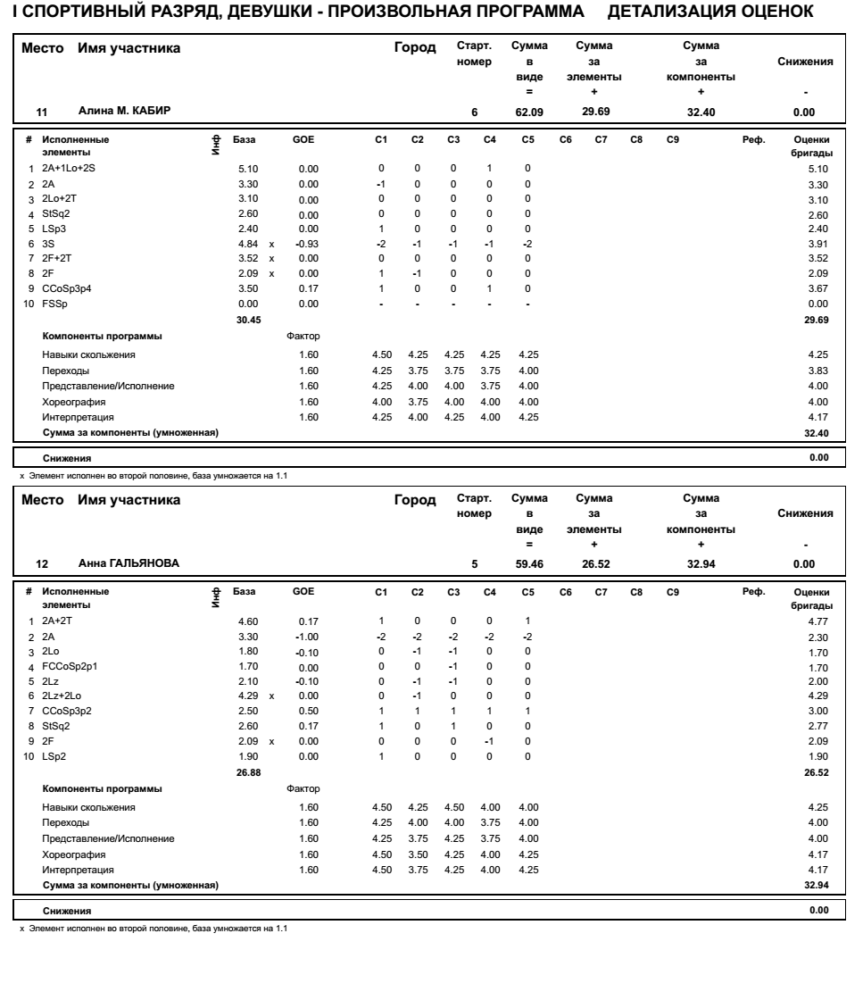 I СПОРТИВНЫЙ РАЗРЯД, ДЕВУШКИ - ПРОИЗВОЛЬНАЯ ПРОГРАММА ДЕТАЛИЗАЦИЯ ОЦЕНОК
Место Имя участника Город Старт. номер Сумма в виде = Сумма за элементы + Сумма за компоненты + Снижения -
11 Алина М. КАБИР 6 62.09 29.69 32.40 0.00
# Исполненные элементы Инф База GOE С1 С2 С3 С4 С5 С6 С7 С8 С9 Реф. Оценки бригады
1 2A+1Lo+2S 5.10 0.00 0 0 0 1 0 5.10
2 2A 3.30 0.00 -1 0 0 0 0 3.30
3 2Lo+2T 3.10 0.00 0 0 0 0 0 3.10
4 StSq2 2.60 0.00 0 0 0 0 0 2.60
5 LSp3 2.40 0.00 1 0 0 0 0 2.40
6 3S 4.84 x -0.93 -2 -1 -1 -1 -2 3.91
7 2F+2T 3.52 x 0.00 0 0 0 0 0 3.52
8 2F 2.09 x 0.00 1 -1 0 0 0 2.09
9 CCoSp3p4 3.50 0.17 1 0 0 1 0 3.67
10 FSSp 0.00 0.00 - - - - - 0.00
30.45 29.69
Компоненты программы Фактор
Навыки скольжения 1.60 4.50 4.25 4.25 4.25 4.25 4.25
Переходы 1.60 4.25 3.75 3.75 3.75 4.00 3.83
Представление/Исполнение 1.60 4.25 4.00 4.00 3.75 4.00 4.00
Хореография 1.60 4.00 3.75 4.00 4.00 4.00 4.00
Интерпретация 1.60 4.25 4.00 4.25 4.00 4.25 4.17
Сумма за компоненты (умноженная) 32.40
Снижения 0.00
x Элемент исполнен во второй половине, база умножается на 1.1
Место Имя участника Город Старт. номер Сумма в виде = Сумма за элементы + Сумма за компоненты + Снижения -
12 Анна ГАЛЬЯНОВА 5 59.46 26.52 32.94 0.00
# Исполненные элементы Инф База GOE С1 С2 С3 С4 С5 С6 С7 С8 С9 Реф. Оценки бригады
1 2A+2T 4.60 0.17 1 0 0 0 1 4.77
2 2A 3.30 -1.00 -2 -2 -2 -2 -2 2.30
3 2Lo 1.80 -0.10 0 -1 -1 0 0 1.70
4 FCCoSp2p1 1.70 0.00 0 0 -1 0 0 1.70
5 2Lz 2.10 -0.10 0 -1 -1 0 0 2.00
6 2Lz+2Lo 4.29 x 0.00 0 -1 0 0 0 4.29
7 CCoSp3p2 2.50 0.50 1 1 1 1 1 3.00
8 StSq2 2.60 0.17 1 0 1 0 0 2.77
9 2F 2.09 x 0.00 0 0 0 -1 0 2.09
10 LSp2 1.90 0.00 1 0 0 0 0 1.90
26.88 26.52
Компоненты программы Фактор
Навыки скольжения 1.60 4.50 4.25 4.50 4.00 4.00 4.25
Переходы 1.60 4.25 4.00 4.00 3.75 4.00 4.00
Представление/Исполнение 1.60 4.25 3.75 4.25 3.75 4.00 4.00
Хореография 1.60 4.50 3.50 4.25 4.00 4.25 4.17
Интерпретация 1.60 4.50 3.75 4.25 4.00 4.25 4.17
Сумма за компоненты (умноженная) 32.94
Снижения 0.00
x Элемент исполнен во второй половине, база умножается на 1.1